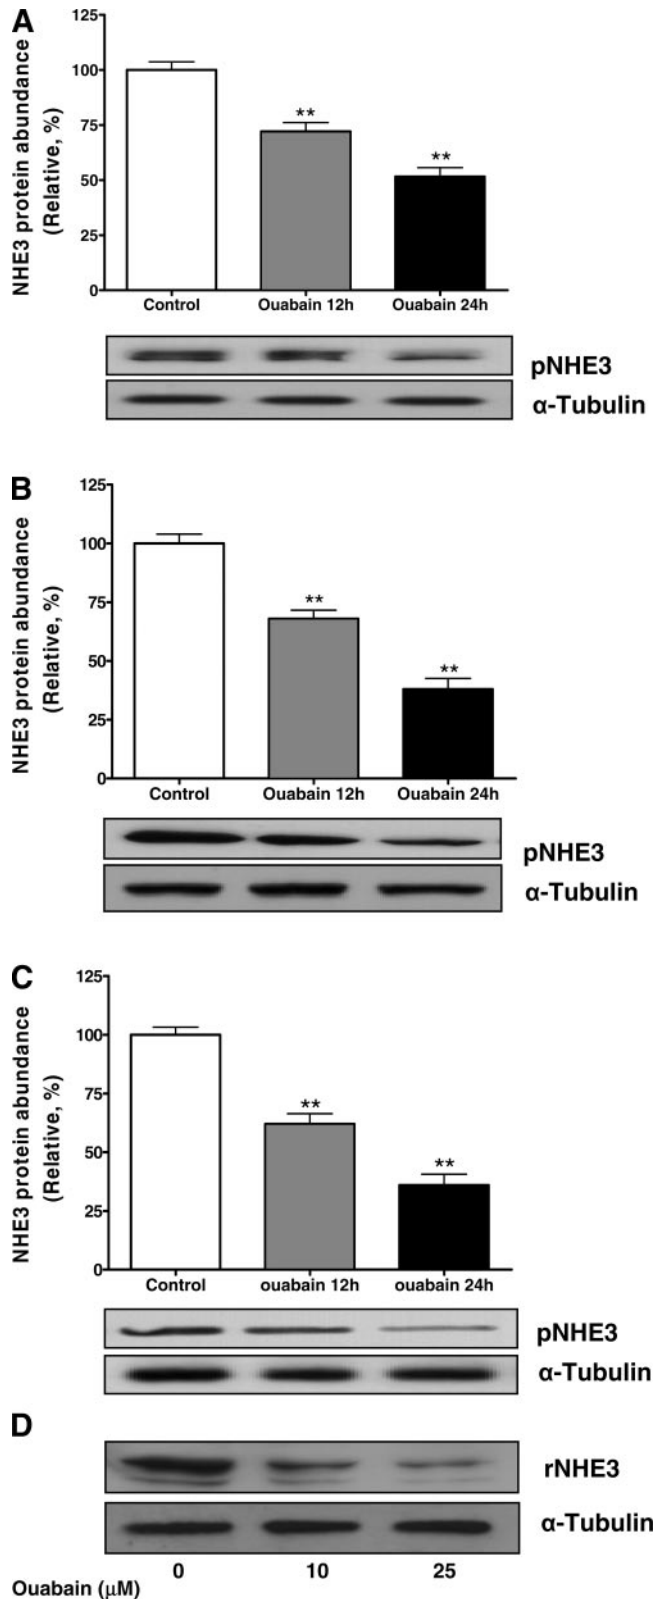 A
NHE3 protein abundance
(Relative, %)
125
100
75
50
25
0
**
**
Control Ouabain 12h Ouabain 24h
pNHE3
α-Tubulin
B
NHE3 protein abundance
(Relative, %)
125
100
75
50
25
0
**
**
Control Ouabain 12h Ouabain 24h
pNHE3
α-Tubulin
C
NHE3 protein abundance
(Relative, %)
125
100
75
50
25
0
**
**
Control ouabain 12h ouabain 24h
pNHE3
α-Tubulin
D
rNHE3
α-Tubulin
Ouabain (μM) 0 10 25